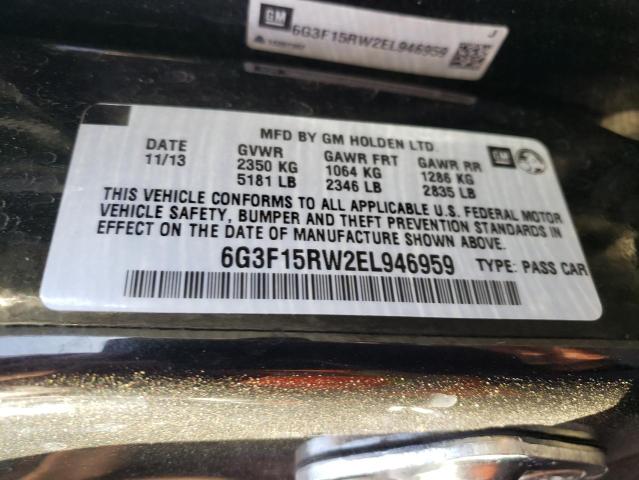 GM
6G3F15RW2EL946959
J
MFD BY GM HOLDEN LTD.
DATE GVWR GAWR FRT GAWR RR GM
11/13 2350 KG 1064 KG 1286 KG
5181 LB 2346 LB 2835 LB
THIS VEHICLE CONFORMS TO ALL APPLICABLE U.S. FEDERAL MOTOR
VEHICLE SAFETY, BUMPER AND THEFT PREVENTION STANDARDS IN
EFFECT ON THE DATE OF MANUFACTURE SHOWN ABOVE.
6G3F15RW2EL946959 TYPE: PASS CAR